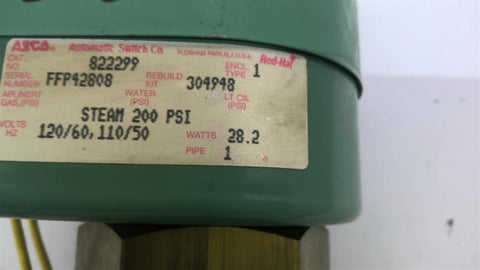 ASCO Automatic Switch Co. FLORHAM PARK, N.J. U.S.A. Red-Hat
CAT. NO. 822299 ENCL. TYPE 1
SERIAL NUMBER FFP42808 REBUILD KIT 304948
AIR, INERT GAS, (PSI) WATER (PSI) LT OIL (PSI)
STEAM 200 PSI
VOLTS HZ 120/60,110/50 WATTS 28.2
PIPE 1